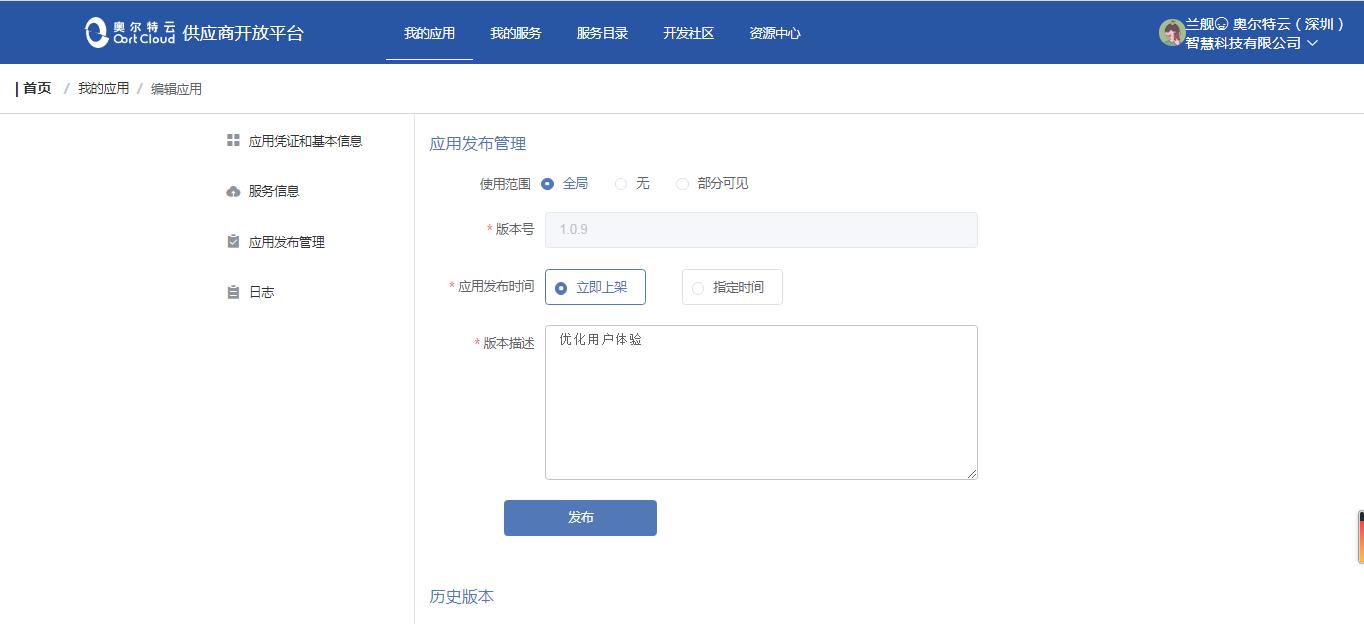 奥尔特云
Oort Cloud
供应商开放平台
我的应用
我的服务
服务目录
开发社区
资源中心
兰舰 奥尔特云（深圳）
智慧科技有限公司
首页 / 我的应用 / 编辑应用
应用凭证和基本信息
服务信息
应用发布管理
日志
应用发布管理
使用范围 全局 无 部分可见
* 版本号 1.0.9
* 应用发布时间 立即上架 指定时间
* 版本描述 优化用户体验
发布
历史版本